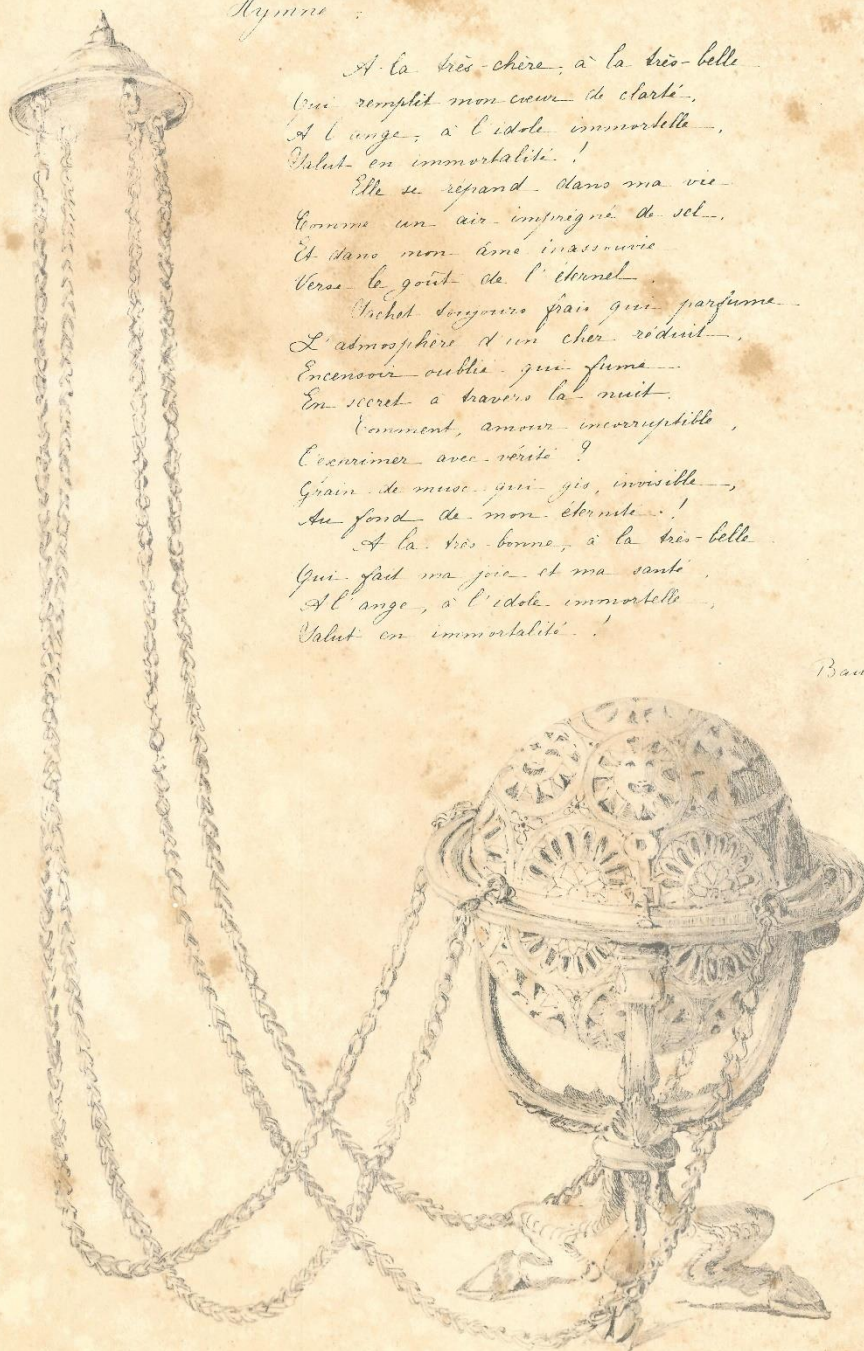 Hymne :
A la très-chère, à la très-belle
Qui remplit mon cœur de clarté,
A l'ange, à l'idole immortelle,
Salut en immortalité !
Elle se répand dans ma vie
Comme un air imprégné de sel,
Et dans mon âme inassouvie
Verse le goût de l'éternel.
Sachet toujours frais qui parfume
L'atmosphère d'un cher réduit,
Encensoir oublié qui fume
En secret a travers la nuit.
Comment, amour incorruptible,
T'exprimer avec vérité ?
Grain de musc qui gis, invisible,
Au fond de mon éternité !
A la très-bonne, à la très-belle
Qui fait ma joie et ma santé,
A l'ange, à l'idole immortelle,
Salut en immortalité !
Bau